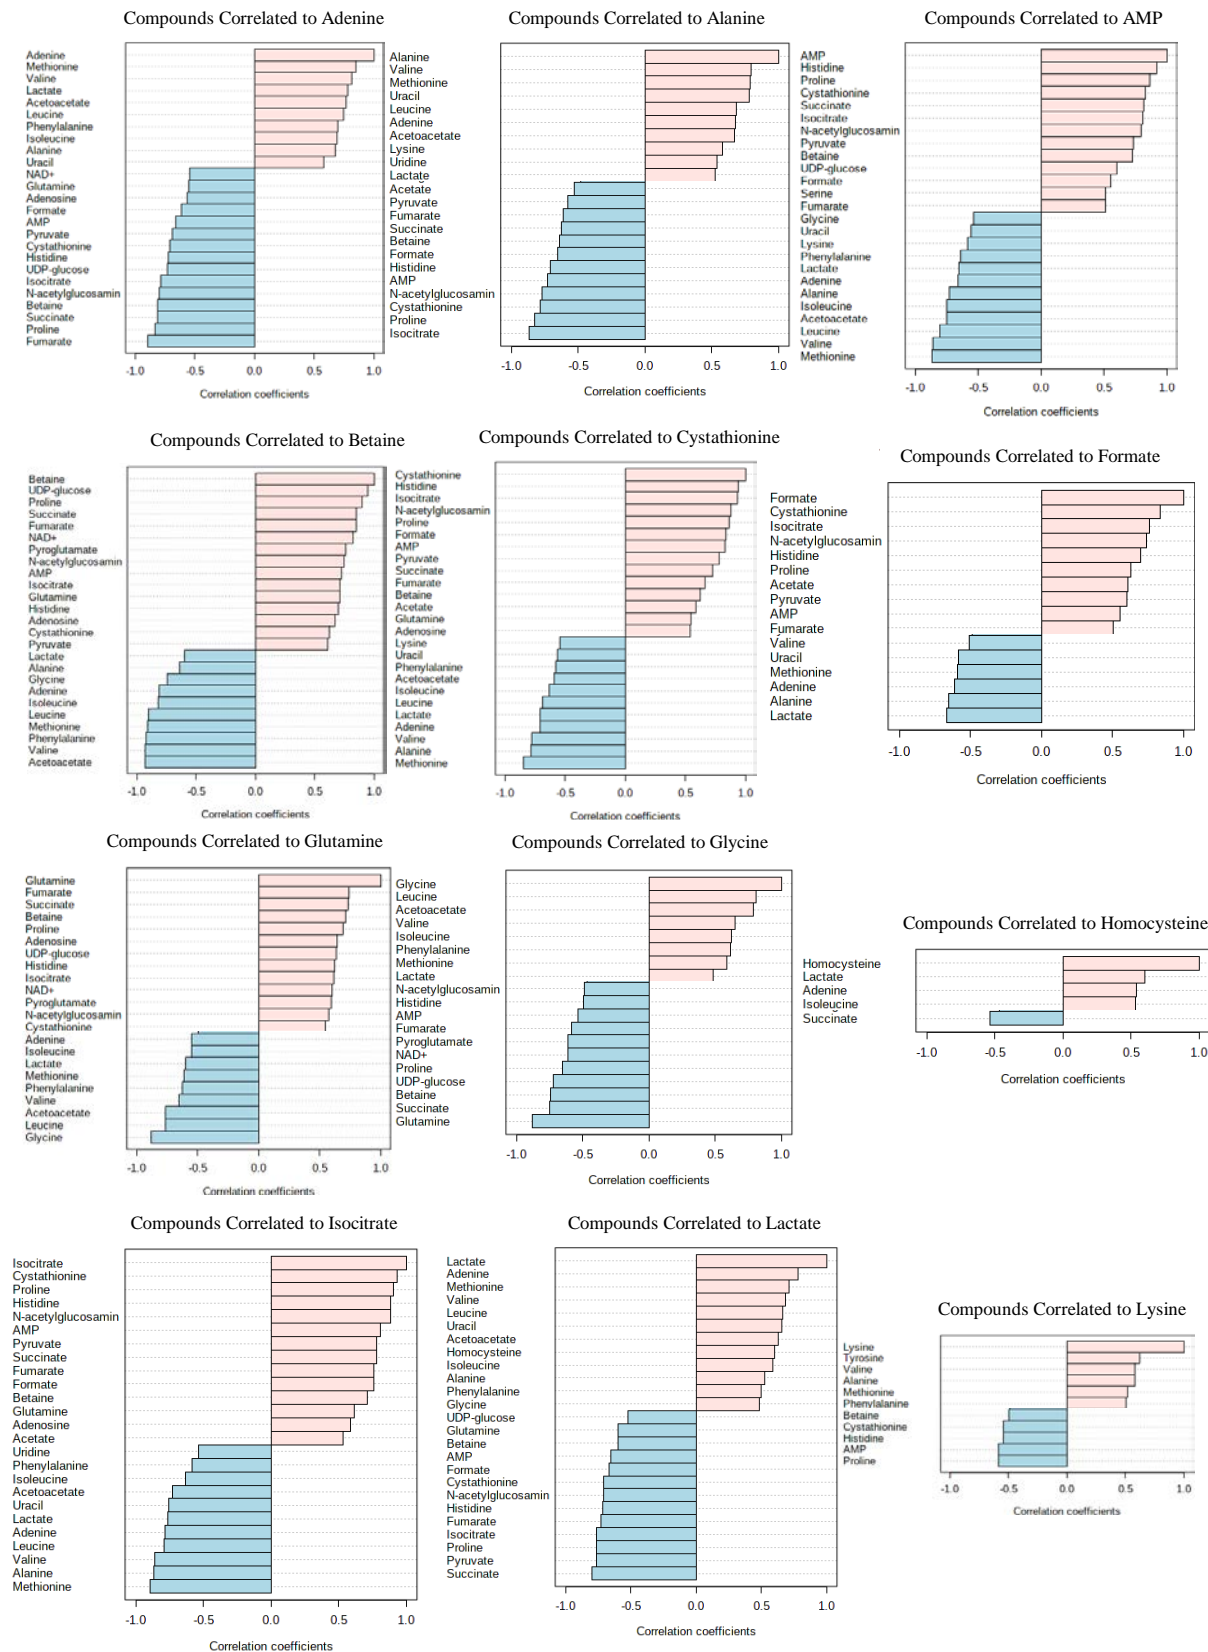 Compounds Correlated to Adenine
Adenine
Methionine
Valine
Lactate
Acetoacetate
Leucine
Phenylalanine
Isoleucine
Alanine
Uracil
NAD+
Glutamine
Adenosine
Formate
AMP
Pyruvate
Cystathionine
Histidine
UDP-glucose
Isocitrate
N-acetylglucosamin
Betaine
Succinate
Proline
Fumarate
-1.0 -0.5 0.0 0.5 1.0
Correlation coefficients
Compounds Correlated to Alanine
Alanine
Valine
Methionine
Uracil
Leucine
Adenine
Acetoacetate
Lysine
Uridine
Lactate
Acetate
Pyruvate
Fumarate
Succinate
Betaine
Formate
Histidine
AMP
N-acetylglucosamin
Cystathionine
Proline
Isocitrate
-1.0 -0.5 0.0 0.5 1.0
Correlation coefficients
Compounds Correlated to AMP
AMP
Histidine
Proline
Cystathionine
Succinate
Isocitrate
N-acetylglucosamin
Pyruvate
Betaine
UDP-glucose
Formate
Serine
Fumarate
Glycine
Uracil
Lysine
Phenylalanine
Lactate
Adenine
Alanine
Isoleucine
Acetoacetate
Leucine
Valine
Methionine
-1.0 -0.5 0.0 0.5 1.0
Correlation coefficients
Compounds Correlated to Betaine
Betaine
UDP-glucose
Proline
Succinate
Fumarate
NAD+
Pyroglutamate
N-acetylglucosamin
AMP
Isocitrate
Glutamine
Histidine
Adenosine
Cystathionine
Pyruvate
Lactate
Alanine
Glycine
Adenine
Isoleucine
Leucine
Methionine
Phenylalanine
Valine
Acetoacetate
-1.0 -0.5 0.0 0.5 1.0
Correlation coefficients
Compounds Correlated to Cystathionine
Cystathionine
Histidine
Isocitrate
N-acetylglucosamin
Proline
Formate
AMP
Pyruvate
Succinate
Fumarate
Betaine
Acetate
Glutamine
Adenosine
Lysine
Uracil
Phenylalanine
Acetoacetate
Isoleucine
Leucine
Lactate
Adenine
Valine
Alanine
Methionine
-1.0 -0.5 0.0 0.5 1.0
Correlation coefficients
Compounds Correlated to Formate
Formate
Cystathionine
Isocitrate
N-acetylglucosamin
Histidine
Proline
Acetate
Pyruvate
AMP
Fumarate
Valine
Uracil
Methionine
Adenine
Alanine
Lactate
-1.0 -0.5 0.0 0.5 1.0
Correlation coefficients
Compounds Correlated to Glutamine
Glutamine
Fumarate
Succinate
Betaine
Proline
Adenosine
UDP-glucose
Histidine
Isocitrate
NAD+
Pyroglutamate
N-acetylglucosamin
Cystathionine
Adenine
Isoleucine
Lactate
Methionine
Phenylalanine
Valine
Acetoacetate
Leucine
Glycine
-1.0 -0.5 0.0 0.5 1.0
Correlation coefficients
Compounds Correlated to Glycine
Glycine
Leucine
Acetoacetate
Valine
Isoleucine
Phenylalanine
Methionine
Lactate
N-acetylglucosamin
Histidine
AMP
Fumarate
Pyroglutamate
NAD+
Proline
UDP-glucose
Betaine
Succinate
Glutamine
-1.0 -0.5 0.0 0.5 1.0
Correlation coefficients
Compounds Correlated to Homocysteine
Homocysteine
Lactate
Adenine
Isoleucine
Succinate
-1.0 -0.5 0.0 0.5 1.0
Correlation coefficients
Compounds Correlated to Isocitrate
Isocitrate
Cystathionine
Proline
Histidine
N-acetylglucosamin
AMP
Pyruvate
Succinate
Fumarate
Formate
Betaine
Glutamine
Adenosine
Acetate
Uridine
Phenylalanine
Isoleucine
Acetoacetate
Uracil
Lactate
Adenine
Leucine
Valine
Alanine
Methionine
-1.0 -0.5 0.0 0.5 1.0
Correlation coefficients
Compounds Correlated to Lactate
Lactate
Adenine
Methionine
Valine
Leucine
Uracil
Acetoacetate
Homocysteine
Isoleucine
Alanine
Phenylalanine
Glycine
UDP-glucose
Glutamine
Betaine
AMP
Formate
Cystathionine
N-acetylglucosamin
Histidine
Fumarate
Isocitrate
Proline
Pyruvate
Succinate
-1.0 -0.5 0.0 0.5 1.0
Correlation coefficients
Compounds Correlated to Lysine
Lysine
Tyrosine
Valine
Alanine
Methionine
Phenylalanine
Betaine
Cystathionine
Histidine
AMP
Proline
-1.0 -0.5 0.0 0.5 1.0
Correlation coefficients